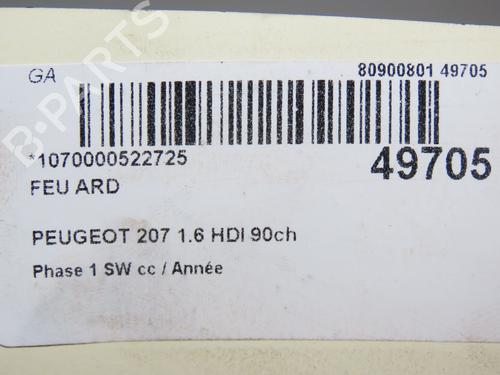 GA
80900801 49705
*1070000522725
49705
FEU ARD
PEUGEOT 207 1.6 HDI 90ch
Phase 1 SW cc / Année
B-PARTS